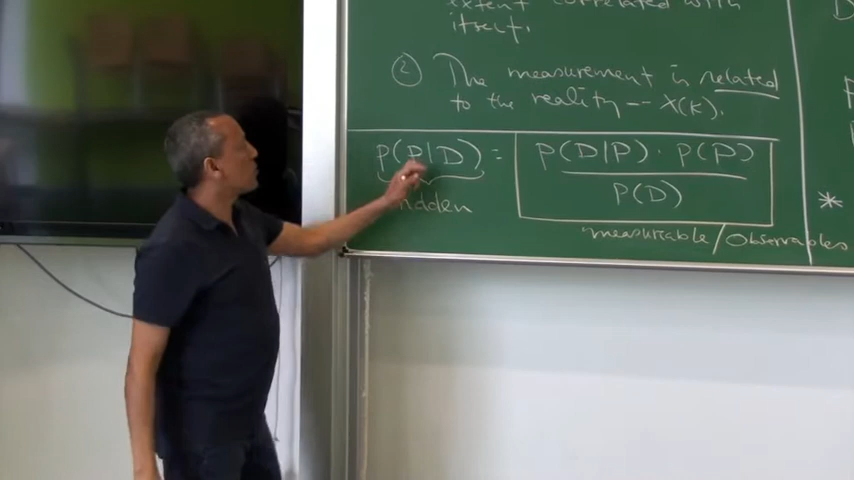 extent correlated with
itself.
② The measurement is related
to the reality -- X(k).
P(P|D) = P(D|P) · P(P)
P(D)
hidden
measurable/Observables
*